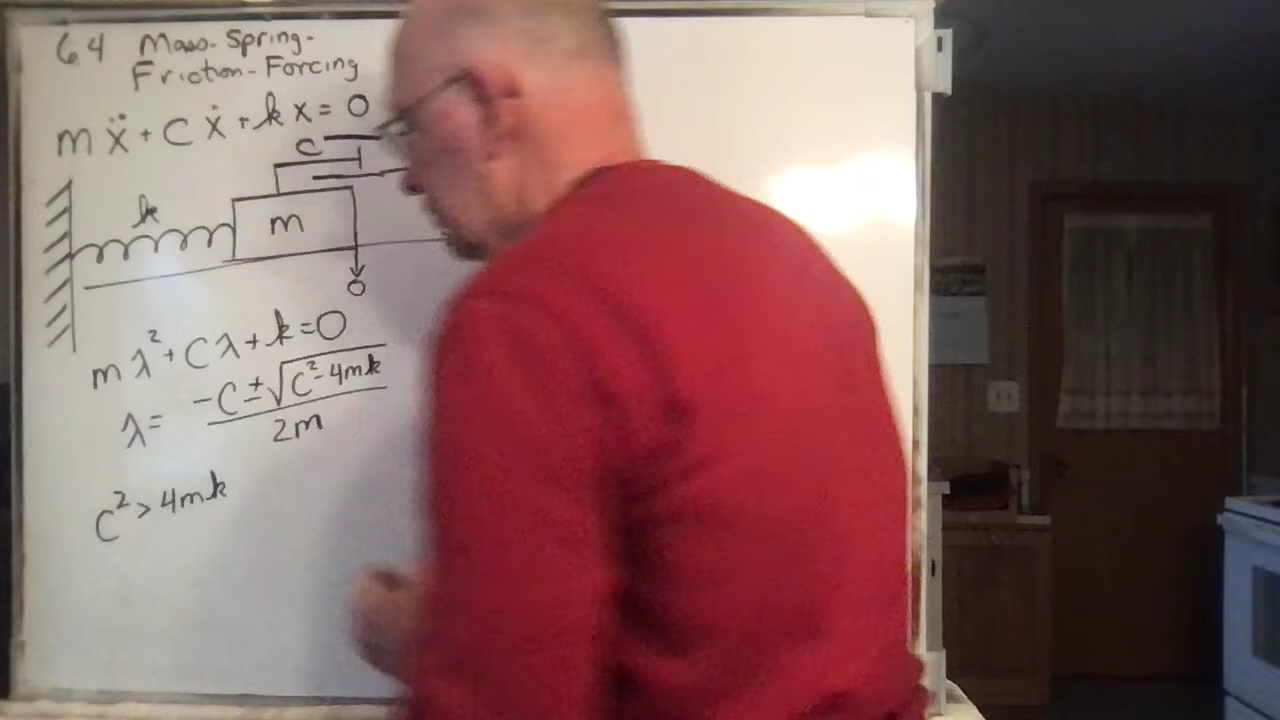 6.4 Mass-Spring-
Friction-Forcing
mẍ + Cẋ + kx = 0
C
k
m
0
mλ² + Cλ + k = 0
λ = (-C ± √(C² - 4mk)) / 2m
C² > 4mk